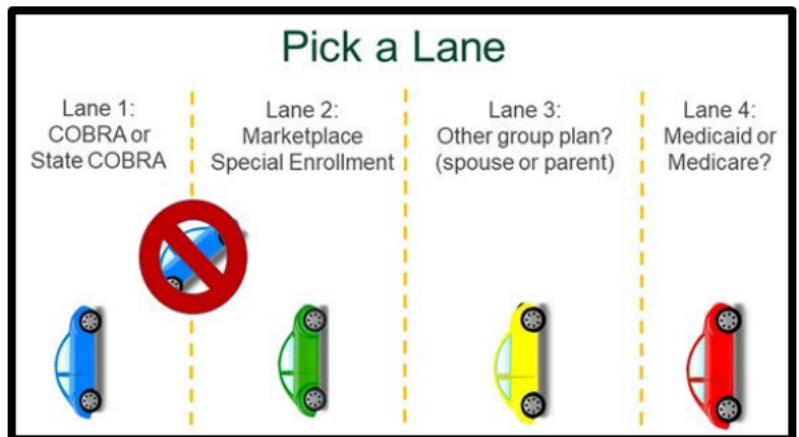 Pick a Lane
Lane 1:
COBRA or
State COBRA
Lane 2:
Marketplace
Special Enrollment
Lane 3:
Other group plan?
(spouse or parent)
Lane 4:
Medicaid or
Medicare?